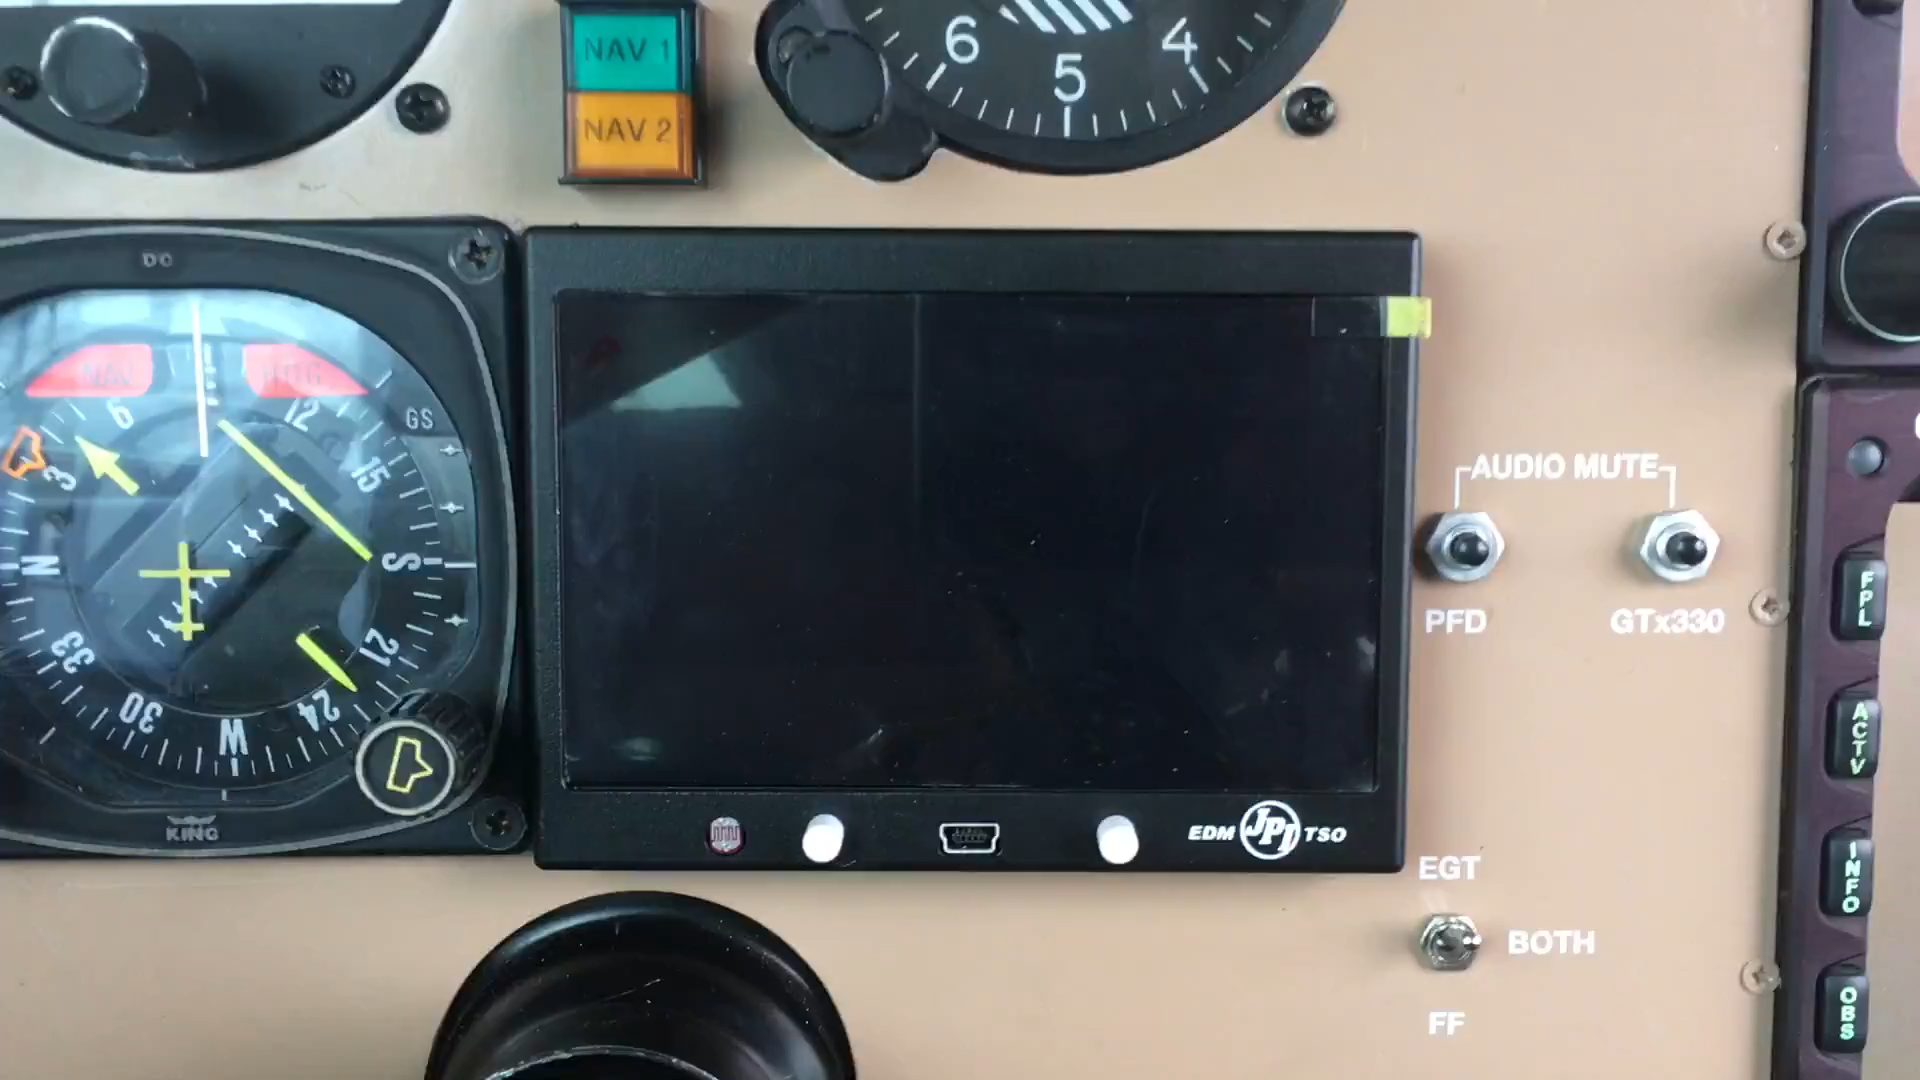 NAV 1
NAV 2
6
5
4
DG
NAV
HDG
GS
3
6
12
15
S
21
24
W
30
33
N
KING
EDM JPI TSO
AUDIO MUTE
PFD
GTx330
EGT
BOTH
FF
FPL
ACTV
INFO
OBS